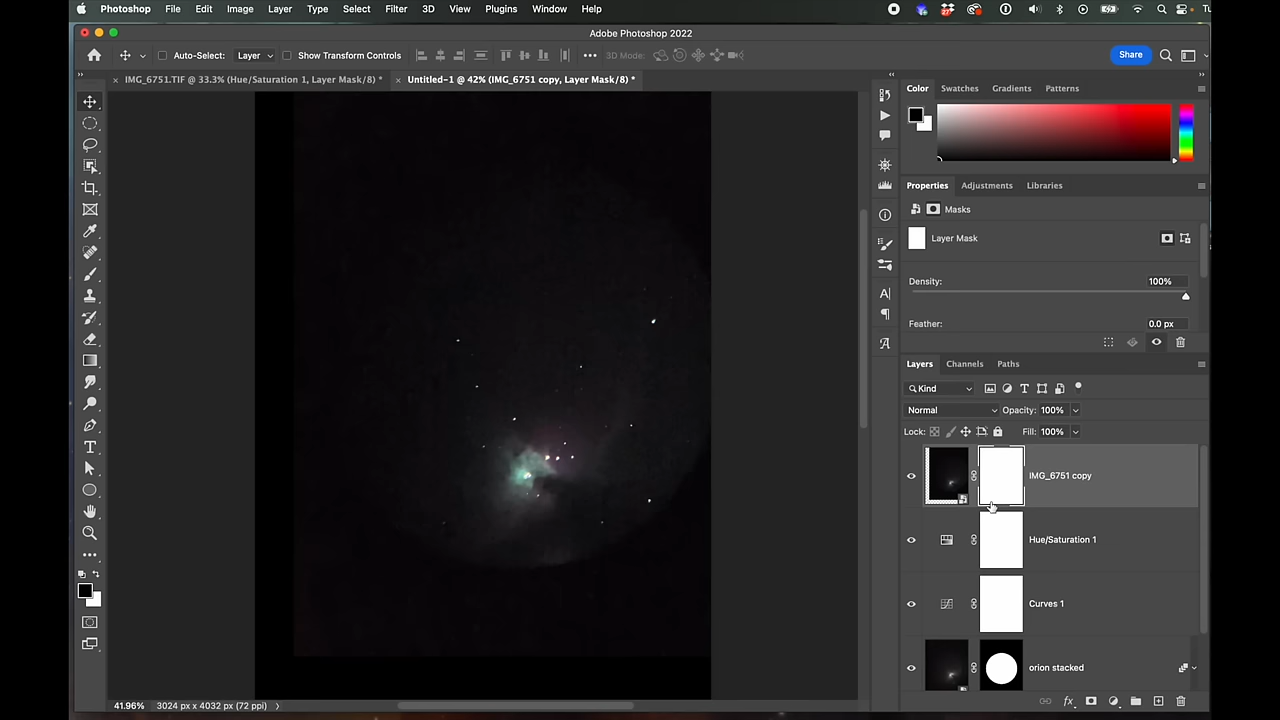 Photoshop File Edit Image Layer Type Select Filter 3D View Plugins Window Help
Adobe Photoshop 2022
Auto-Select: Layer Show Transform Controls 3D Mode: Share
IMG_6751.TIF @ 33.3% (Hue/Saturation 1, Layer Mask/8) * Untitled-1 @ 42% (IMG_6751 copy, Layer Mask/8) *
Color Swatches Gradients Patterns
Properties Adjustments Libraries
Masks
Layer Mask
Density: 100%
Feather: 0.0 px
Layers Channels Paths
Kind
Normal Opacity: 100%
Lock: Fill: 100%
IMG_6751 copy
Hue/Saturation 1
Curves 1
orion stacked
41.96% 3024 px x 4032 px (72 ppi)